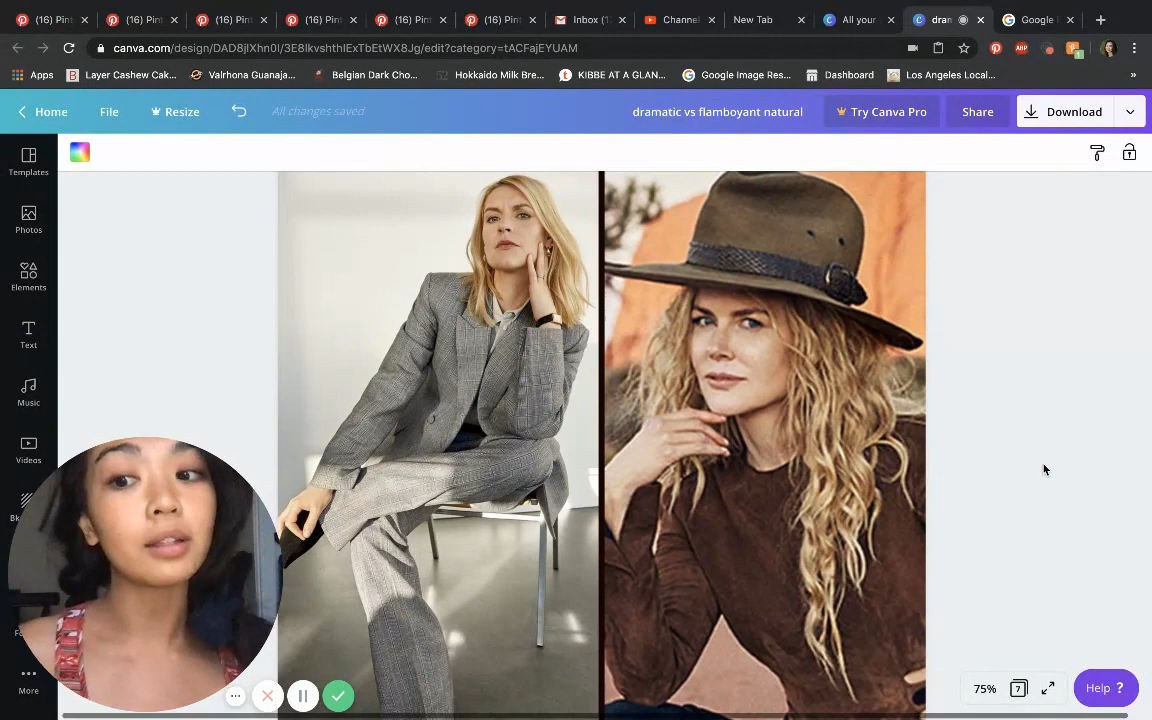 (16) Pint
(16) Pint
(16) Pint
(16) Pint
(16) Pint
(16) Pint
Inbox (1
Channel
New Tab
All your
dram
Google
canva.com/design/DAD8jlXhn0I/3E8IkvshthIExTbEtWX8Jg/edit?category=tACFajEYUAM
Apps
Layer Cashew Cak...
Valrhona Guanaja...
Belgian Dark Cho...
Hokkaido Milk Bre...
KIBBE AT A GLAN...
Google Image Res...
Dashboard
Los Angeles Local...
»
Home
File
Resize
All changes saved
dramatic vs flamboyant natural
Try Canva Pro
Share
Download
Templates
Photos
Elements
Text
Music
Videos
More
75%
7
Help ?